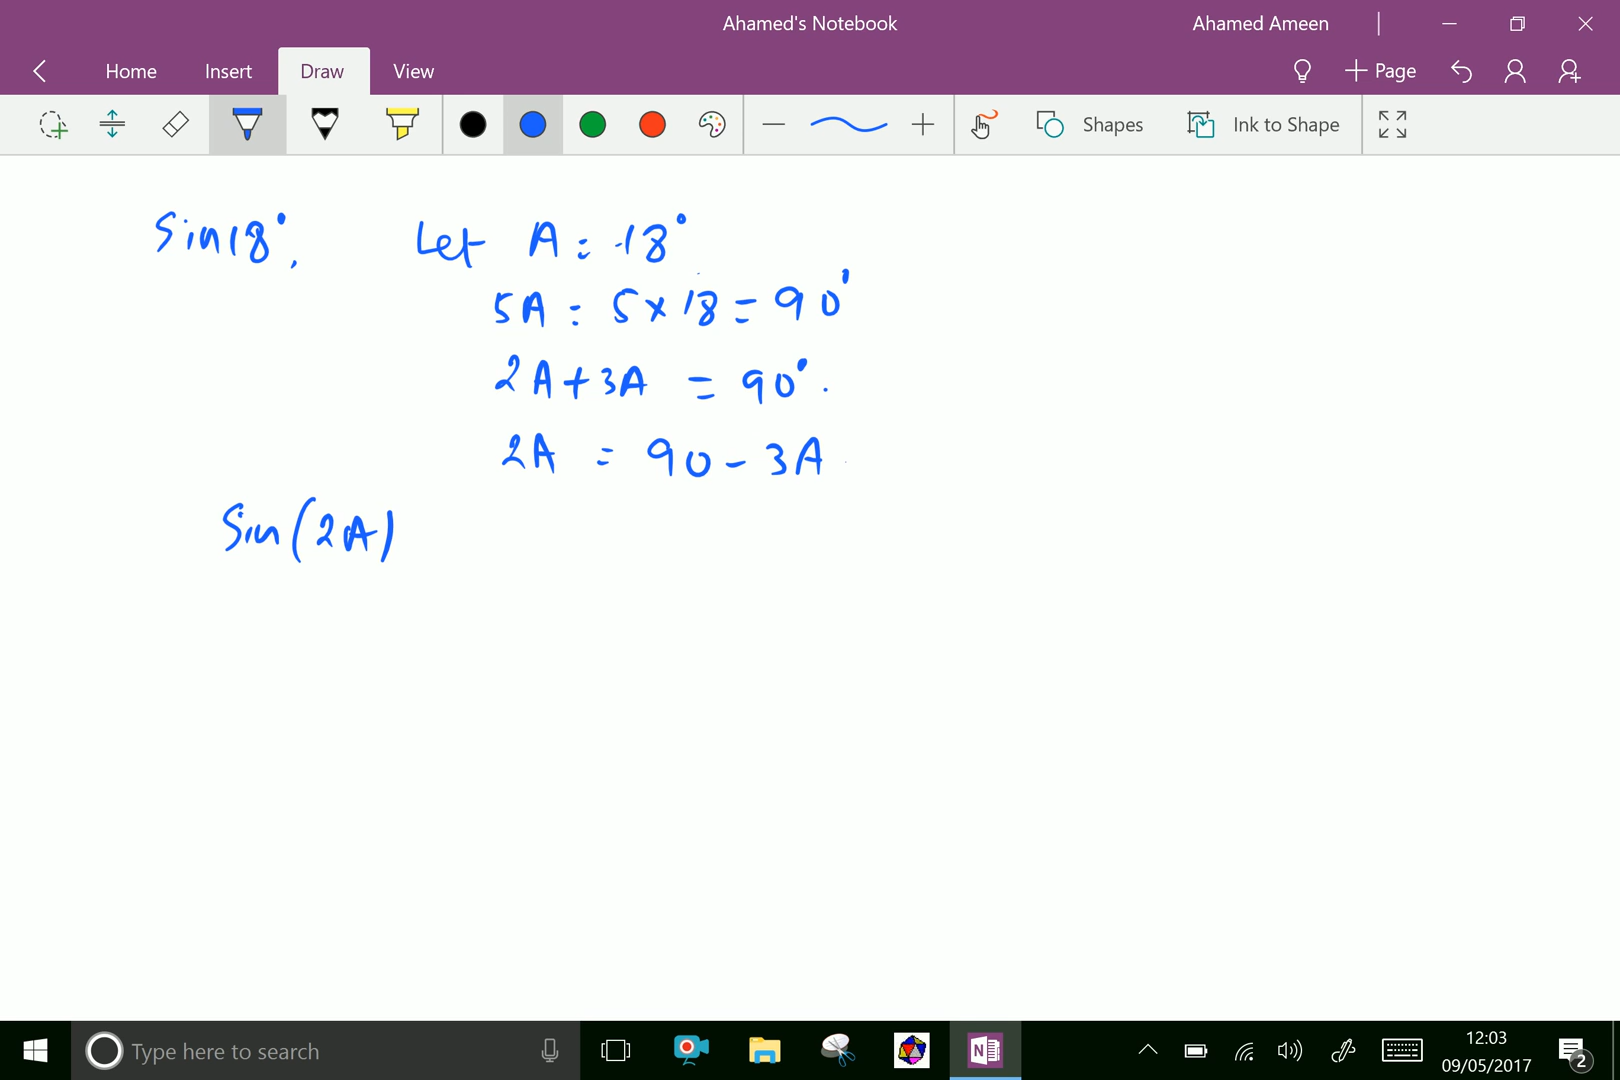 Ahamed's Notebook Ahamed Ameen
Home Insert Draw View Page
Shapes Ink to Shape
Sin18°. Let A = 18°
5A = 5 × 18 = 90°
2A + 3A = 90°.
2A = 90 - 3A
Sin(2A)
Type here to search
N
12:03
09/05/2017
2